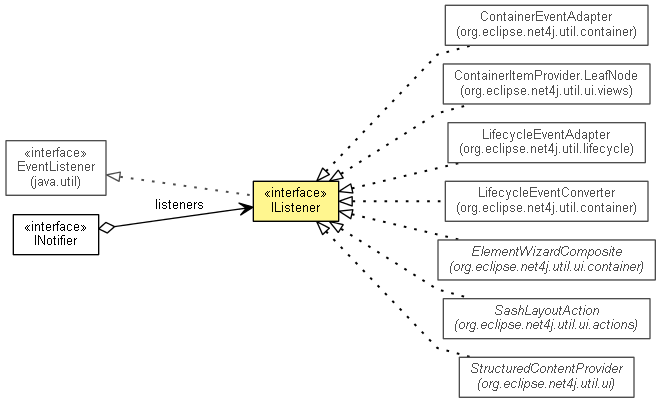 ContainerEventAdapter
(org.eclipse.net4j.util.container)
ContainerItemProvider.LeafNode
(org.eclipse.net4j.util.ui.views)
«interface»
EventListener
(java.util)
LifecycleEventAdapter
(org.eclipse.net4j.util.lifecycle)
listeners
«interface»
IListener
LifecycleEventConverter
(org.eclipse.net4j.util.container)
«interface»
INotifier
ElementWizardComposite
(org.eclipse.net4j.util.ui.container)
SashLayoutAction
(org.eclipse.net4j.util.ui.actions)
StructuredContentProvider
(org.eclipse.net4j.util.ui)